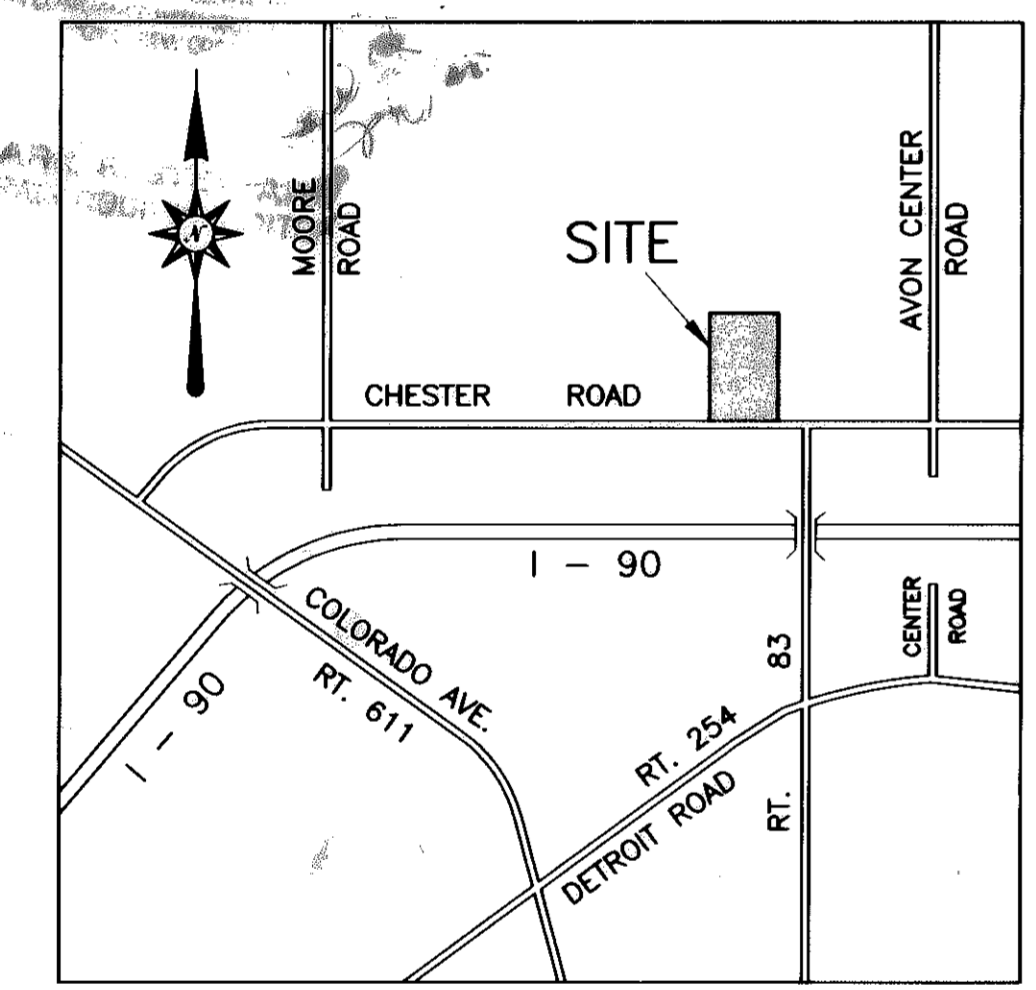 MOORE
ROAD
AVON CENTER
ROAD
N
SITE
CHESTER ROAD
I - 90
CENTER
ROAD
COLORADO AVE.
RT. 611
I - 90
RT. 83
RT. 254
DETROIT ROAD